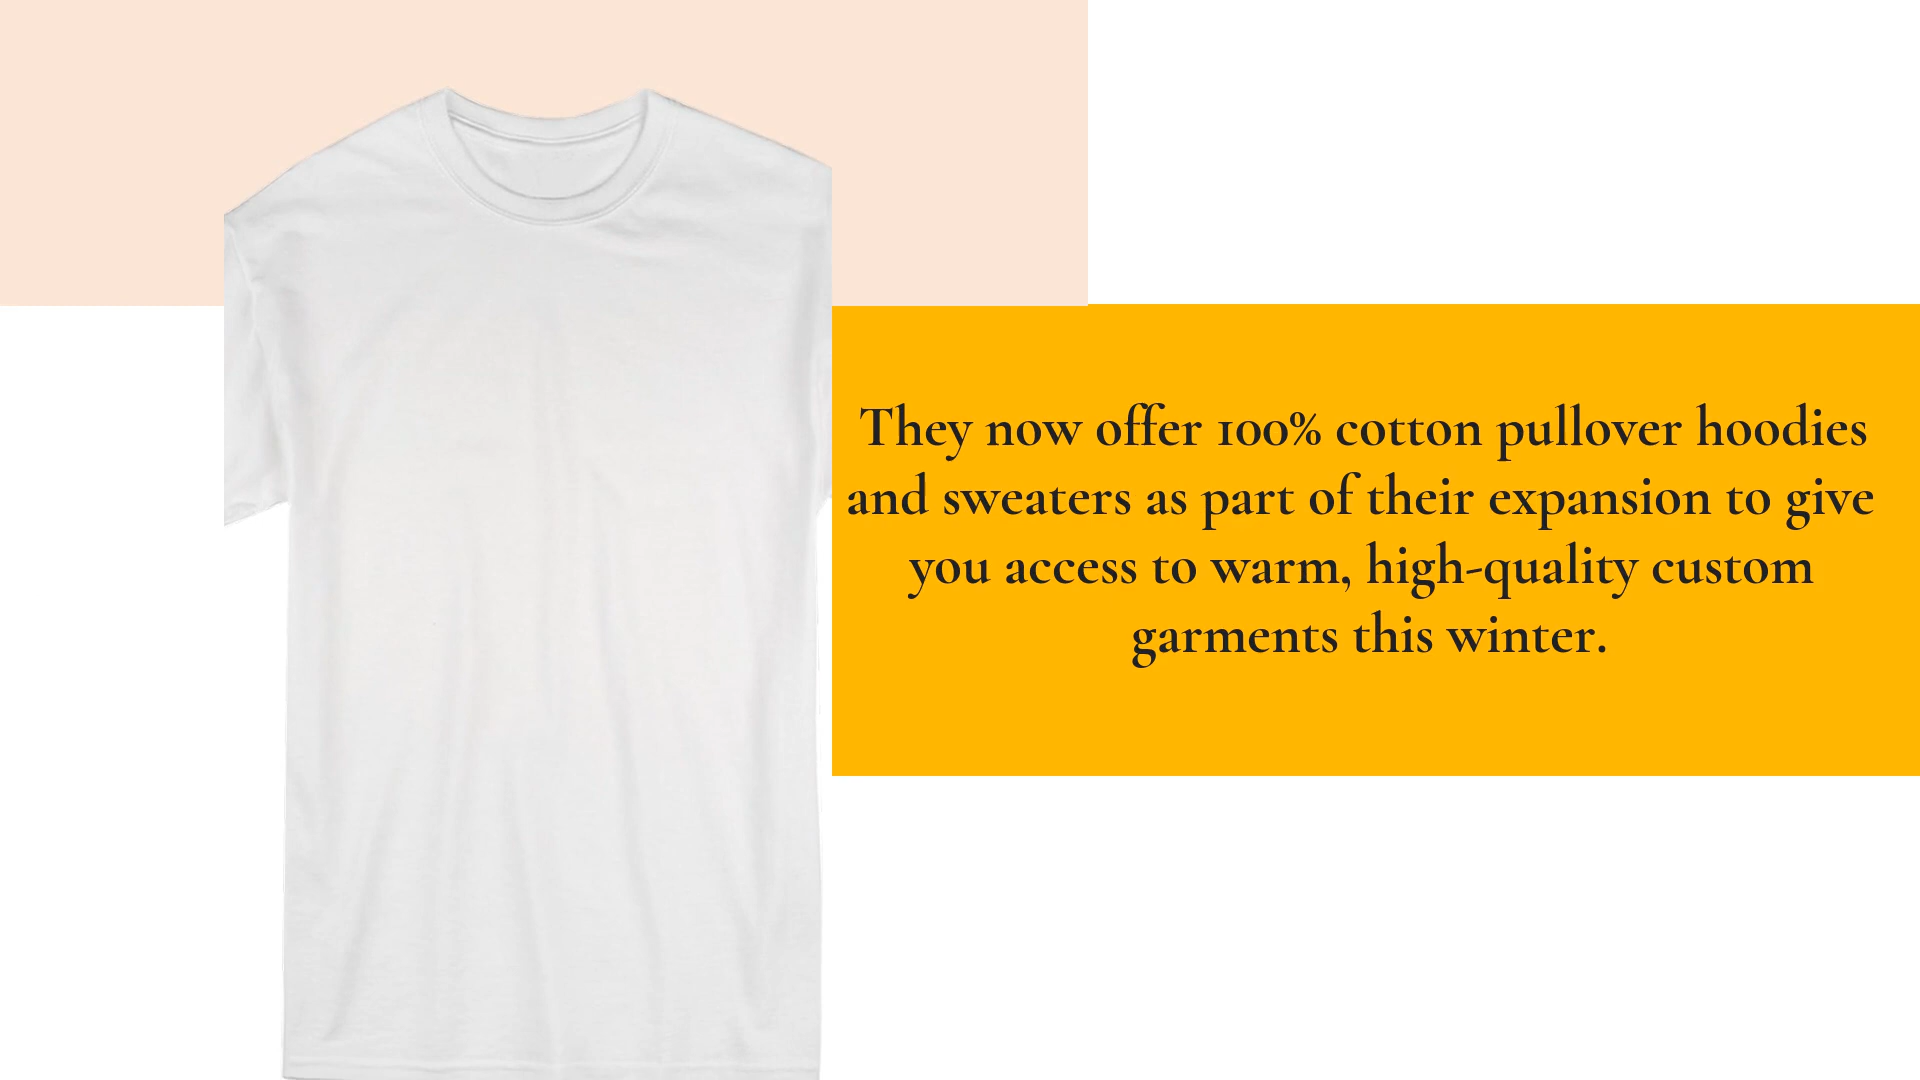 They now offer 100% cotton pullover hoodies
and sweaters as part of their expansion to give
you access to warm, high-quality custom
garments this winter.